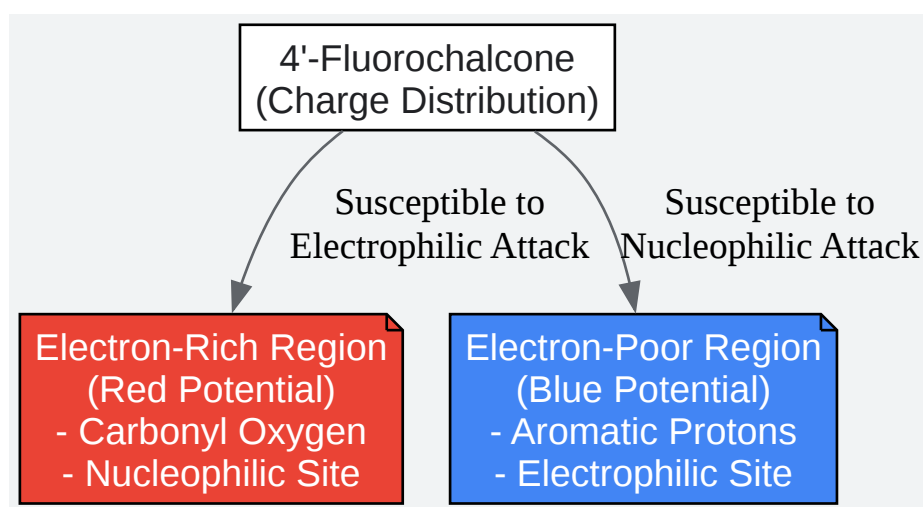 4'-Fluorochalcone
(Charge Distribution)
Susceptible to
Electrophilic Attack
Susceptible to
Nucleophilic Attack
Electron-Rich Region
(Red Potential)
- Carbonyl Oxygen
- Nucleophilic Site
Electron-Poor Region
(Blue Potential)
- Aromatic Protons
- Electrophilic Site